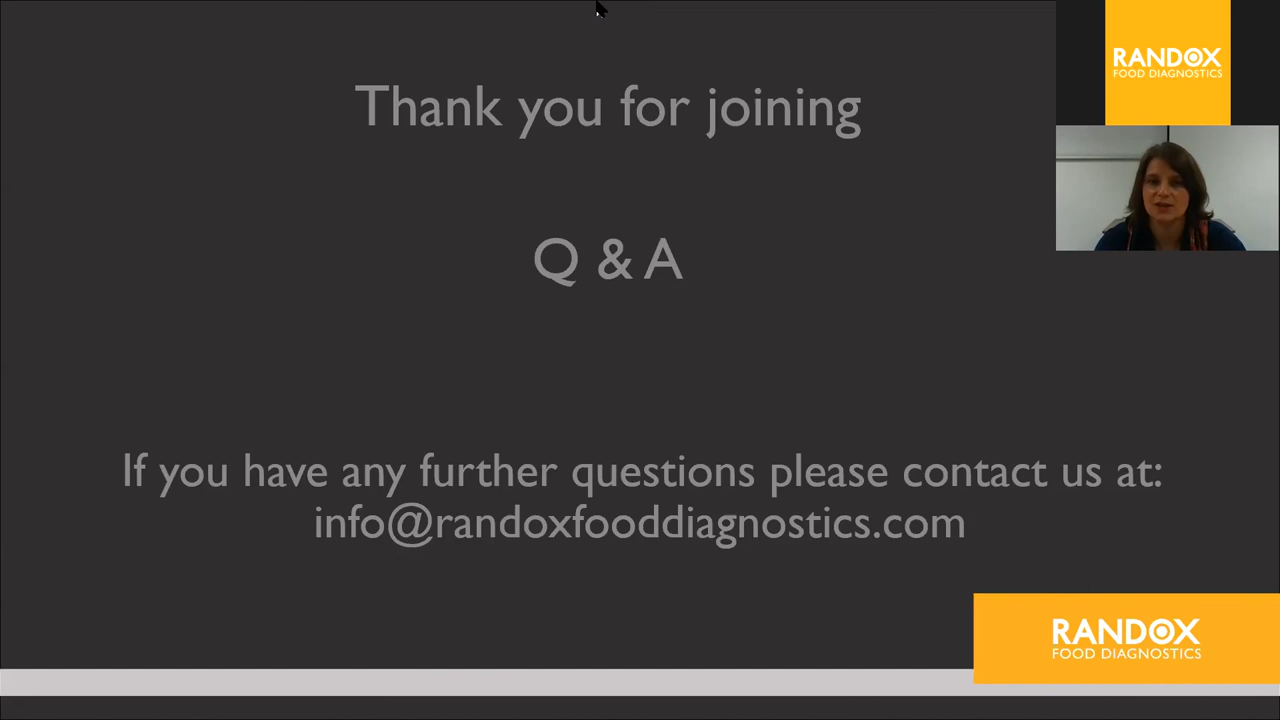 Thank you for joining
RANDOX
FOOD DIAGNOSTICS
Q & A
If you have any further questions please contact us at:
info@randoxfooddiagnostics.com
RANDOX
FOOD DIAGNOSTICS